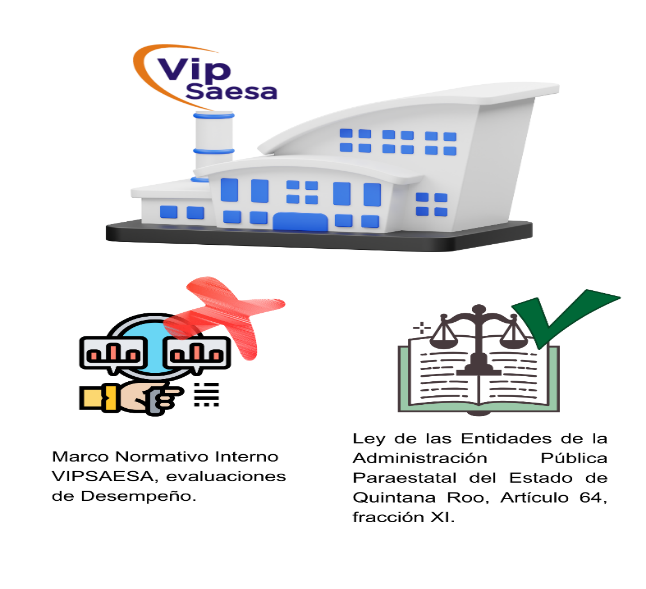 Vip
Saesa
Marco Normativo Interno
VIPSAESA, evaluaciones
de Desempeño.
Ley de las Entidades de la
Administración Pública
Paraestatal del Estado de
Quintana Roo, Artículo 64,
fracción XI.